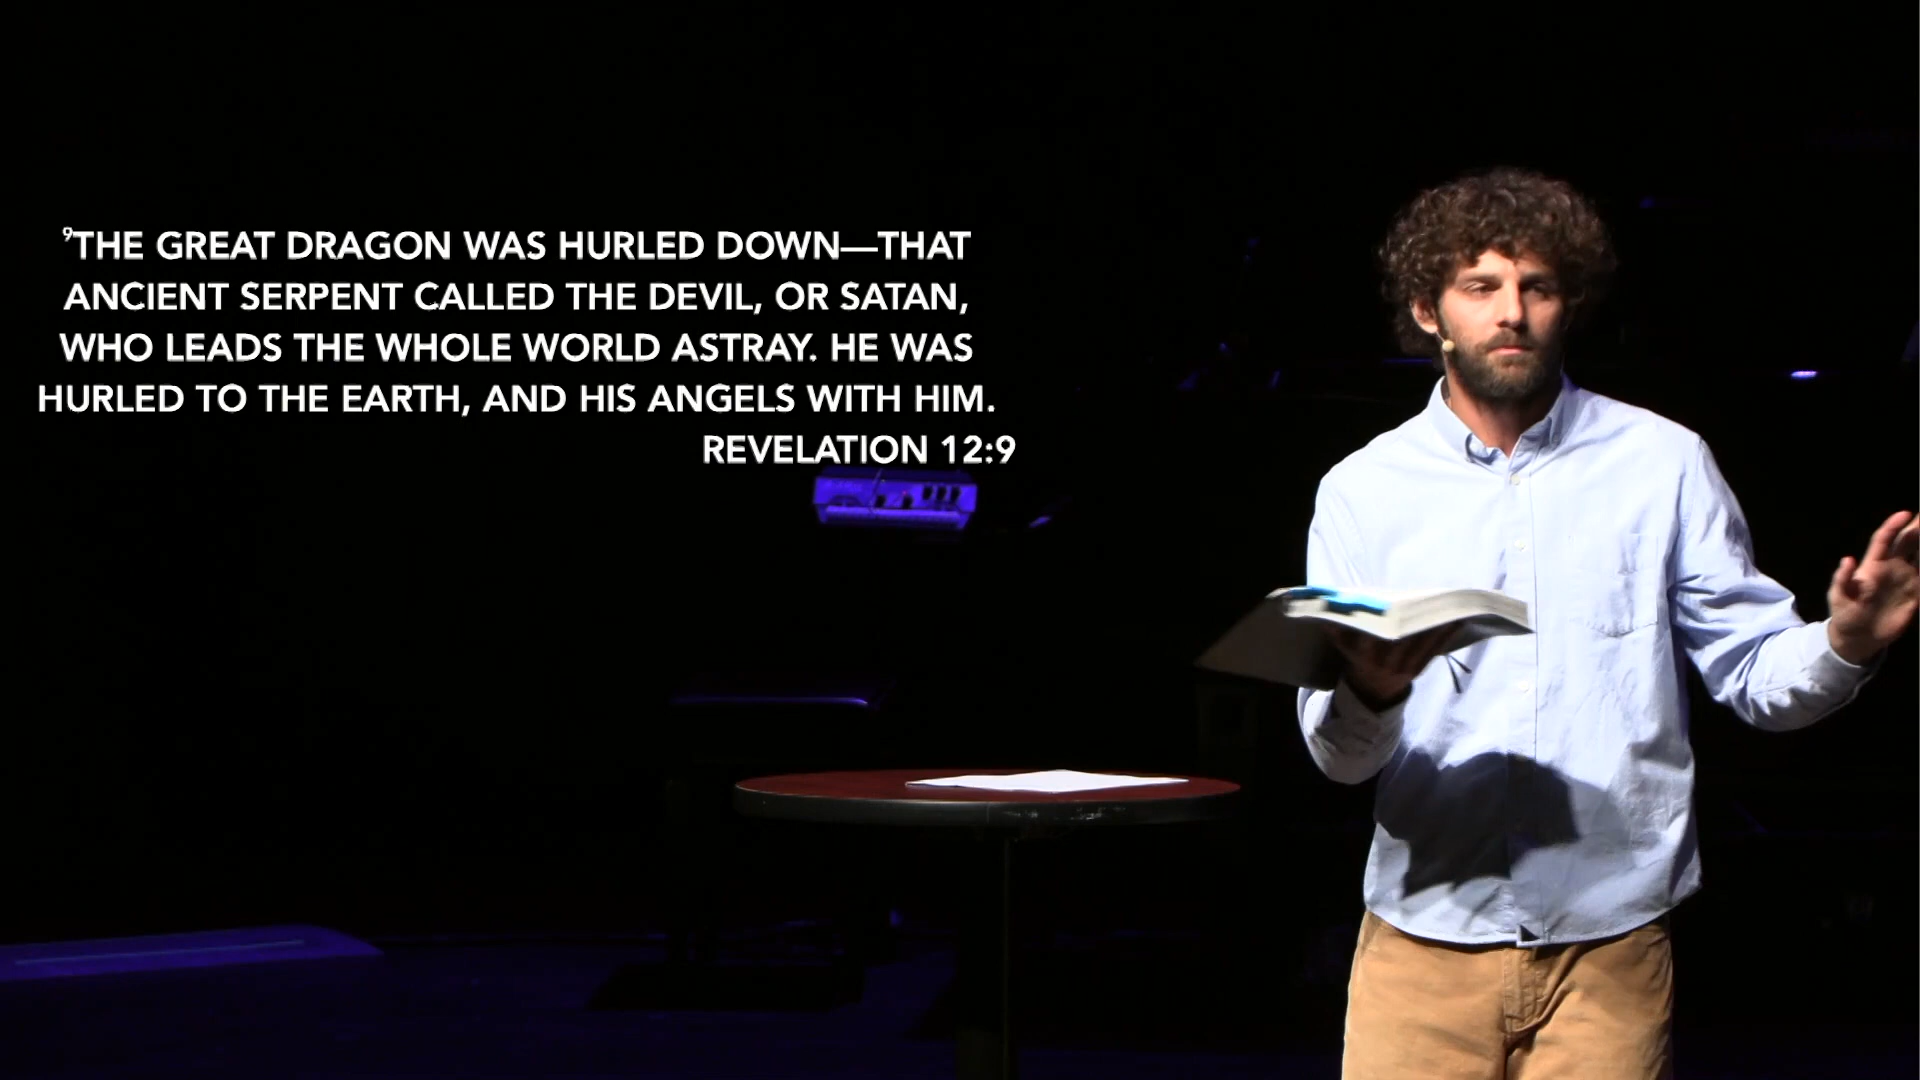 ⁹THE GREAT DRAGON WAS HURLED DOWN—THAT
ANCIENT SERPENT CALLED THE DEVIL, OR SATAN,
WHO LEADS THE WHOLE WORLD ASTRAY. HE WAS
HURLED TO THE EARTH, AND HIS ANGELS WITH HIM.
REVELATION 12:9